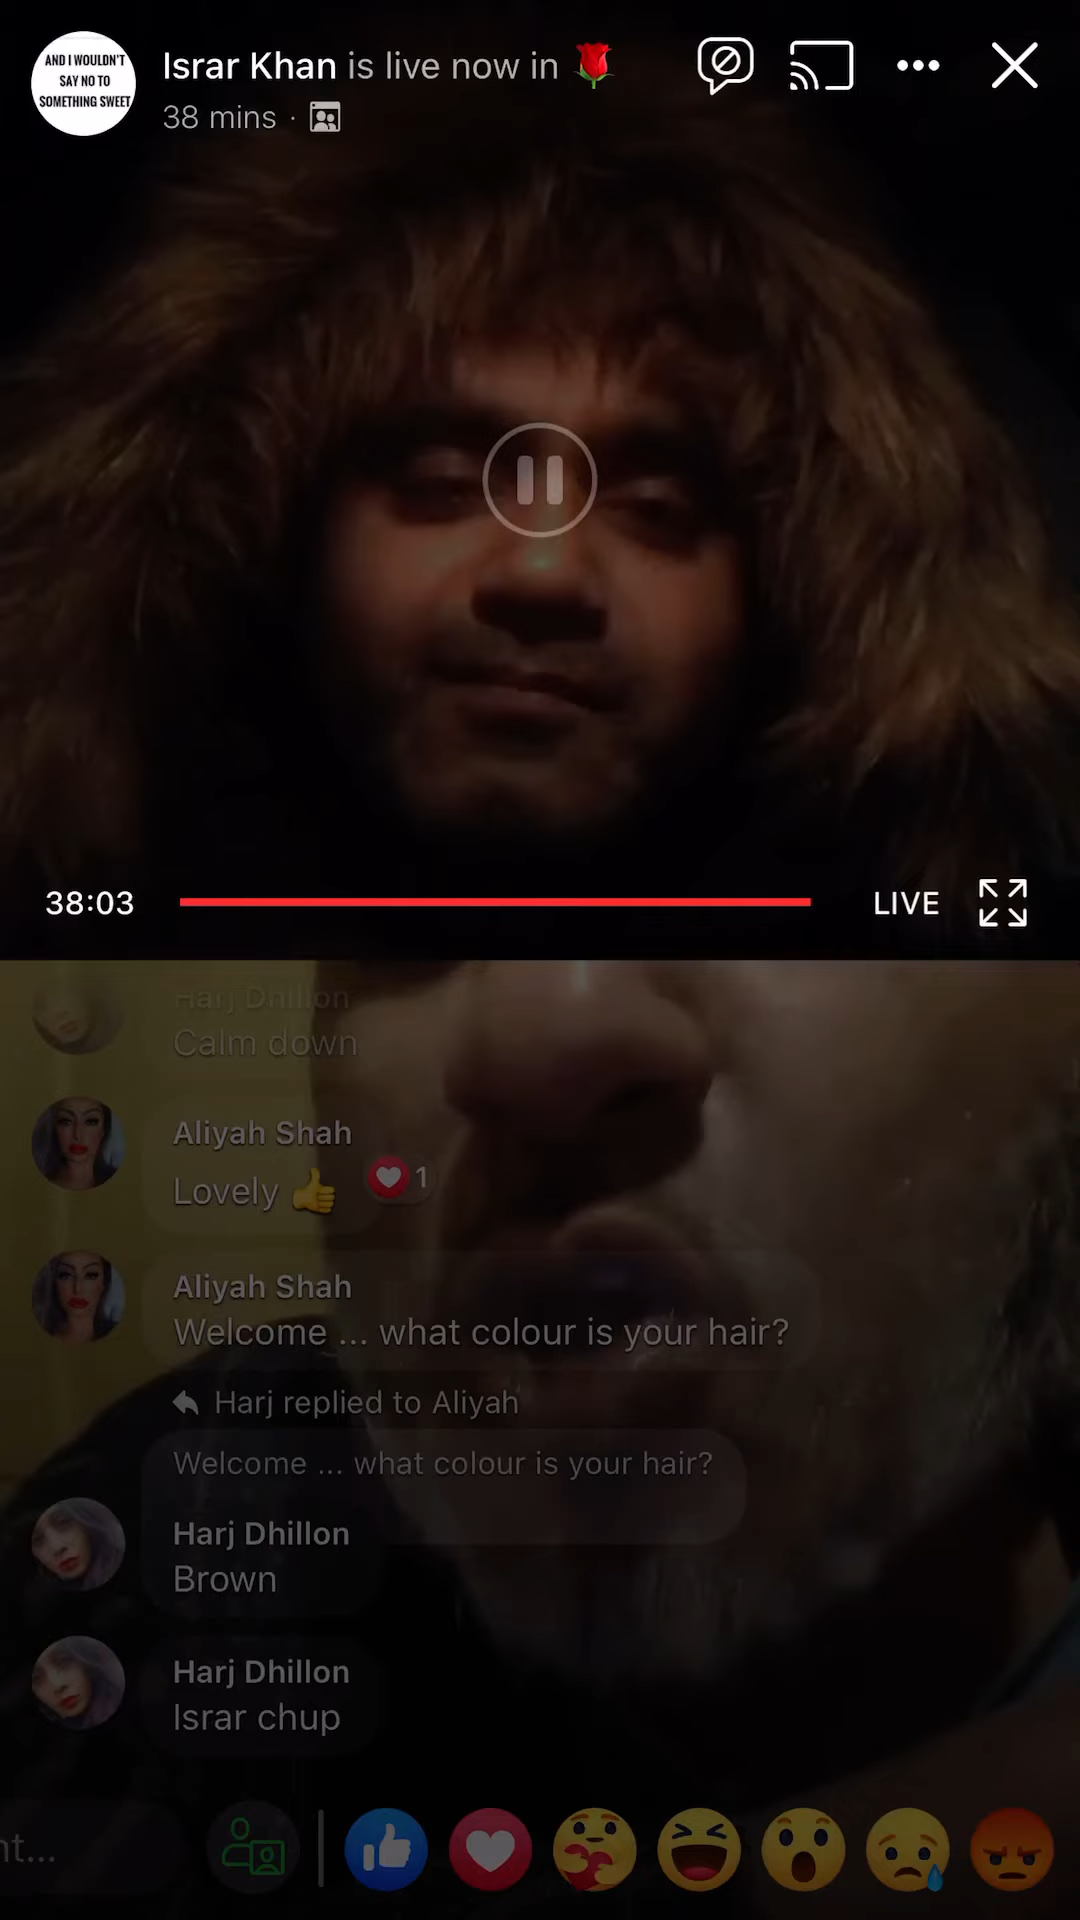 AND I WOULDN'T
SAY NO TO
SOMETHING SWEET
Israr Khan is live now in 🌹
38 mins ·
38:03
LIVE
Harj Dhillon
Calm down
Aliyah Shah
Lovely 👍
1
Aliyah Shah
Welcome ... what colour is your hair?
Harj replied to Aliyah
Welcome ... what colour is your hair?
Harj Dhillon
Brown
Harj Dhillon
Israr chup
nt...